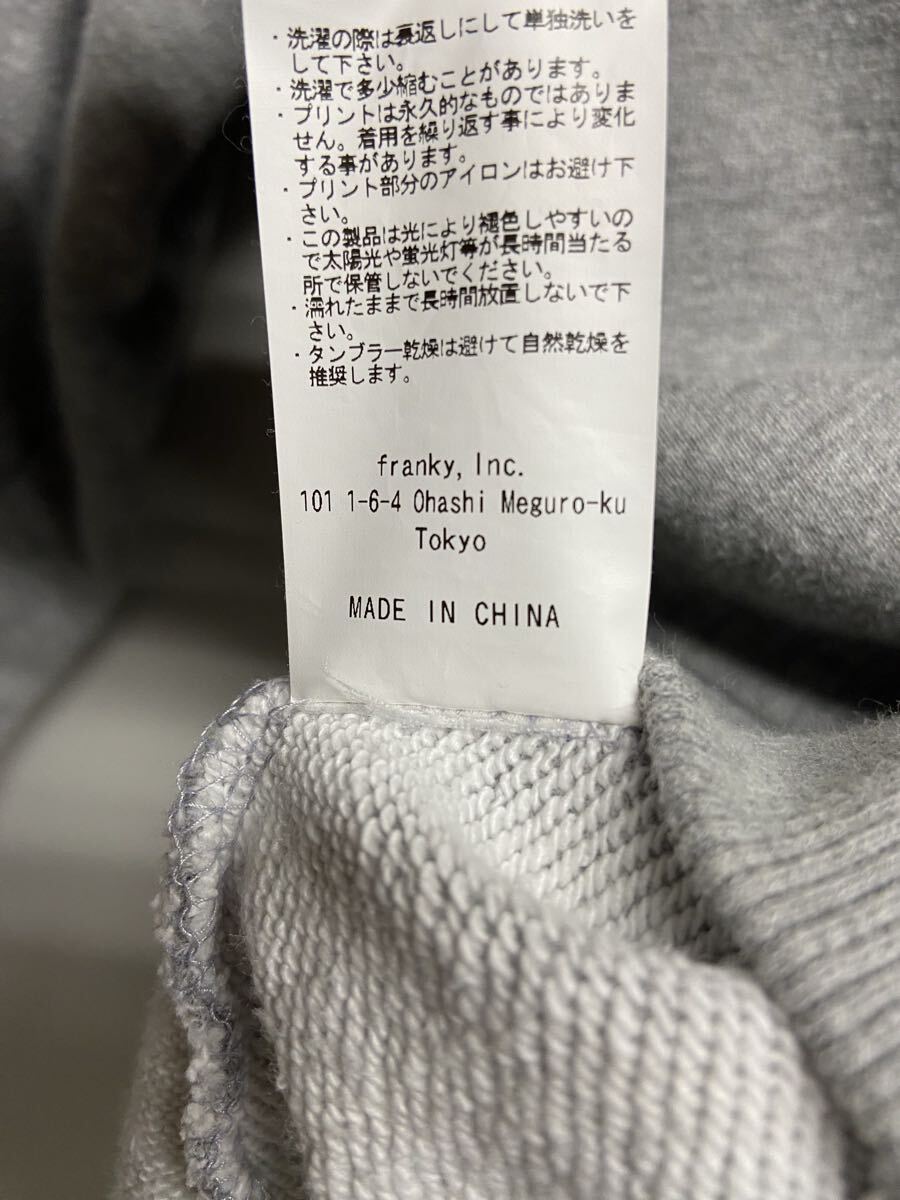 ・洗濯の際は裏返しにして単独洗いを
して下さい。
・洗濯で多少縮むことがあります。
・プリントは永久的なものではありま
せん。着用を繰り返す事により変化
する事があります。
・プリント部分のアイロンはお避け下
さい。
・この製品は光により褪色しやすいの
で太陽光や蛍光灯等が長時間当たる
所で保管しないでください。
・濡れたままで長時間放置しないで下
さい。
・タンブラー乾燥は避けて自然乾燥を
推奨します。
franky, Inc.
101 1-6-4 Ohashi Meguro-ku
Tokyo
MADE IN CHINA